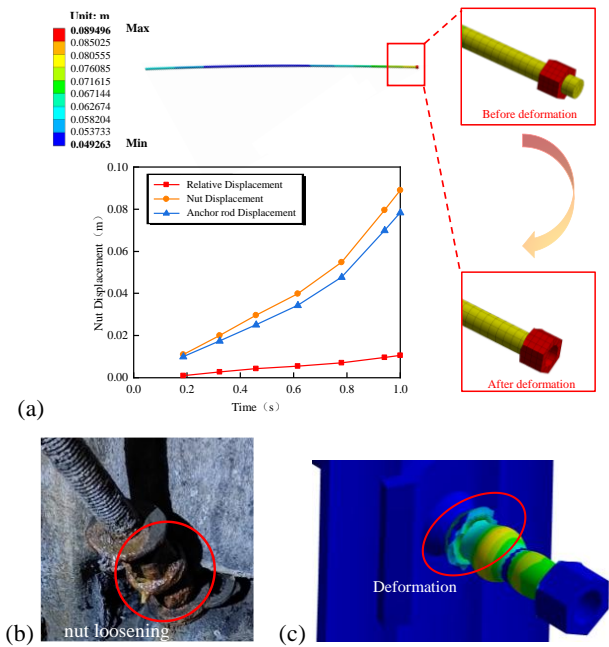 Unit: m
0.089496 Max
0.085025
0.080555
0.076085
0.071615
0.067144
0.062674
0.058204
0.053733
0.049263 Min
Before deformation
0.10
0.08
0.06
0.04
0.02
0.00
Nut Displacement（m）
Relative Displacement
Nut Displacement
Anchor rod Displacement
0.0 0.2 0.4 0.6 0.8 1.0
Time（s）
After deformation
(a)
nut loosening
(b)
Deformation
(c)